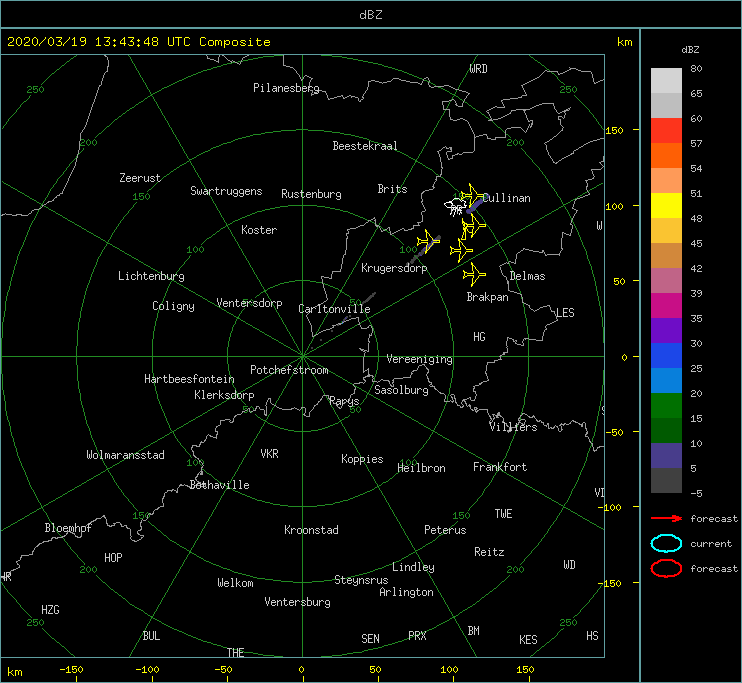 dBZ
2020/03/19 13:43:48 UTC Composite km
dBZ
80
65
60
57
54
51
48
45
42
39
35
30
25
20
15
10
5
-5
forecast
current
forecast
WRD
250
Pilanesberg
250
150
200
Beestekraal
200
Zeerust
Swartruggens
150
Rustenburg
Brits
Cullinan
100
Koster
W
100
100
Krugersdorp
Lichtenburg
Delmas
50
Coligny
Ventersdorp
50
Carltonville
Brakpan
LES
HG
0
Vereeniging
Potchefstroom
Hartbeesfontein
Klerksdorp
Sasolburg
50
Parys
50
Villiers
-50
Wolmaransstad
VKR
100
Koppies
100
Heilbron
Frankfort
Bothaville
VI
-100
150
TWE
150
Bloemhof
Kroonstad
Peterus
HOP
Reitz
200
Lindley
200
WD
HR
Welkom
Steynsrus
-150
Arlington
HZG
Ventersburg
250
250
BUL
THE
SEN
PRX
BM
KES
HS
km -150 -100 -50 0 50 100 150